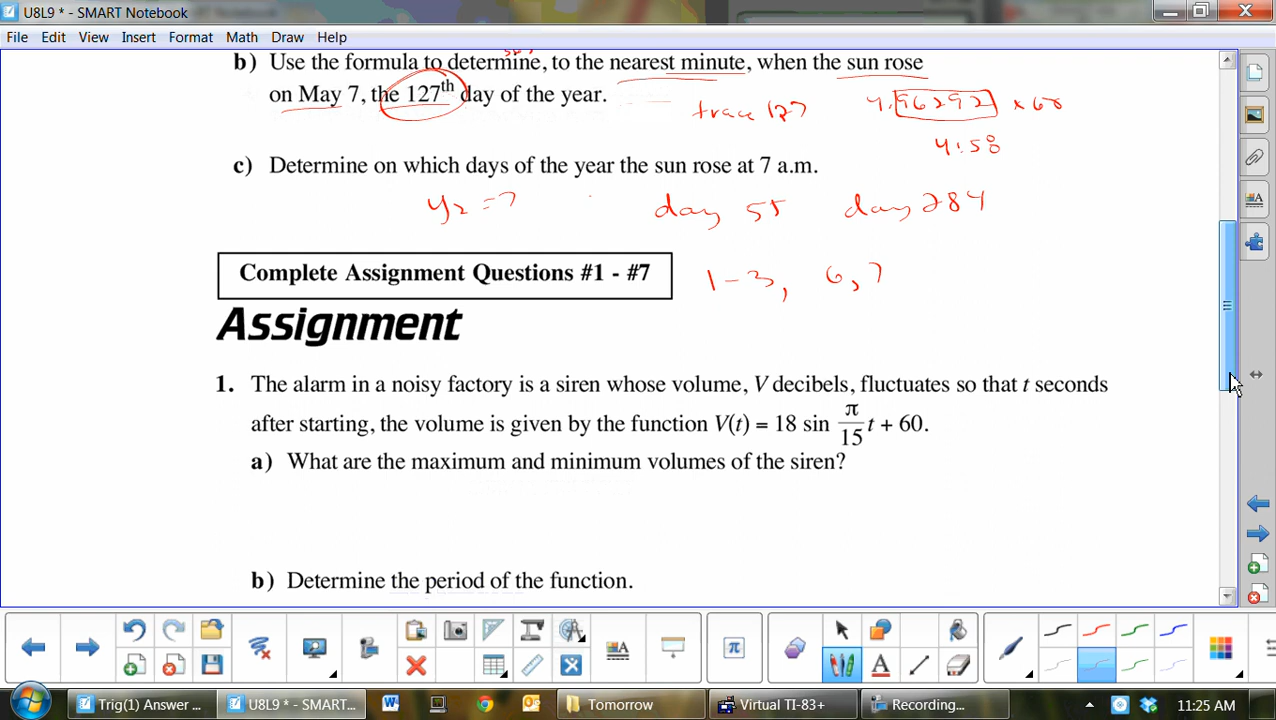 U8L9 * - SMART Notebook
File Edit View Insert Format Math Draw Window Help
b) Use the formula to determine, to the nearest minute, when the sun rose
on May 7, the 127th day of the year.
trace 127
4.96292 × 60
4:58
c) Determine on which days of the year the sun rose at 7 a.m.
y2 = 7 day 55 day 284
Complete Assignment Questions #1 - #7
1-3, 6, 7
Assignment
1. The alarm in a noisy factory is a siren whose volume, V decibels, fluctuates so that t seconds
after starting, the volume is given by the function V(t) = 18 sin π/15 t + 60.
a) What are the maximum and minimum volumes of the siren?
b) Determine the period of the function.
Trig(1) Answer ... U8L9 * - SMART... Tomorrow Virtual TI-83+ Recording... 11:25 AM